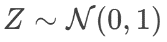 Z ∼ 𝒩(0, 1)